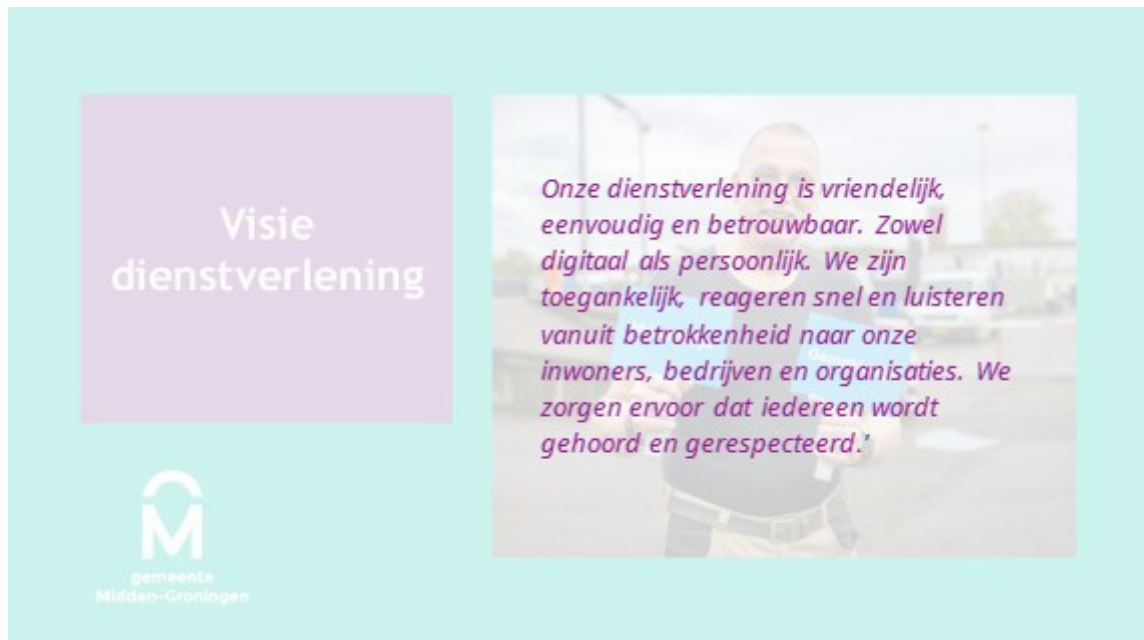 Visie
dienstverlening
Onze dienstverlening is vriendelijk,
eenvoudig en betrouwbaar. Zowel
digitaal als persoonlijk. We zijn
toegankelijk, reageren snel en luisteren
vanuit betrokkenheid naar onze
inwoners, bedrijven en organisaties. We
zorgen ervoor dat iedereen wordt
gehoord en gerespecteerd.’
M
gemeente
Midden-Groningen